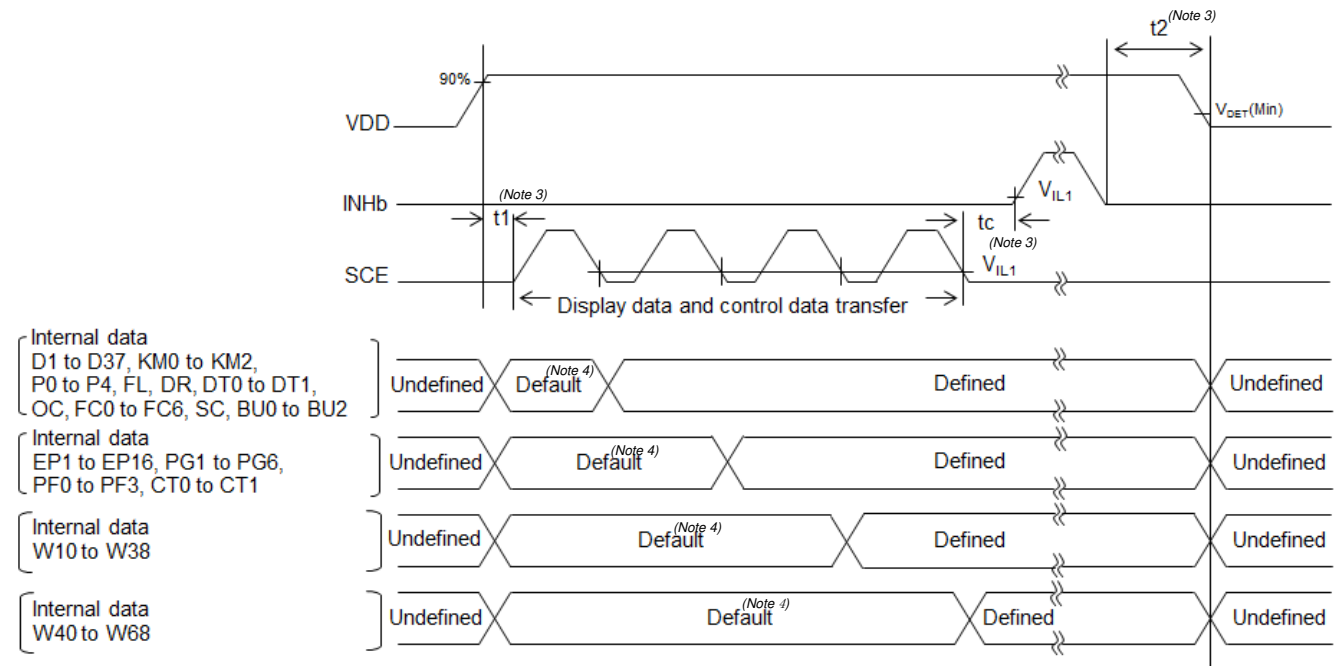 t2(Note 3)
90%
VDET(Min)
VDD
(Note 3)
VIL1
INHb
t1
tc
(Note 3)
VIL1
SCE
Display data and control data transfer
Internal data
D1 to D37, KM0 to KM2,
P0 to P4, FL, DR, DT0 to DT1,
OC, FC0 to FC6, SC, BU0 to BU2
Undefined
Default(Note 4)
Defined
Undefined
Internal data
EP1 to EP16, PG1 to PG6,
PF0 to PF3, CT0 to CT1
Undefined
Default(Note 4)
Defined
Undefined
Internal data
W10 to W38
Undefined
Default(Note 4)
Defined
Undefined
Internal data
W40 to W68
Undefined
Default(Note 4)
Defined
Undefined